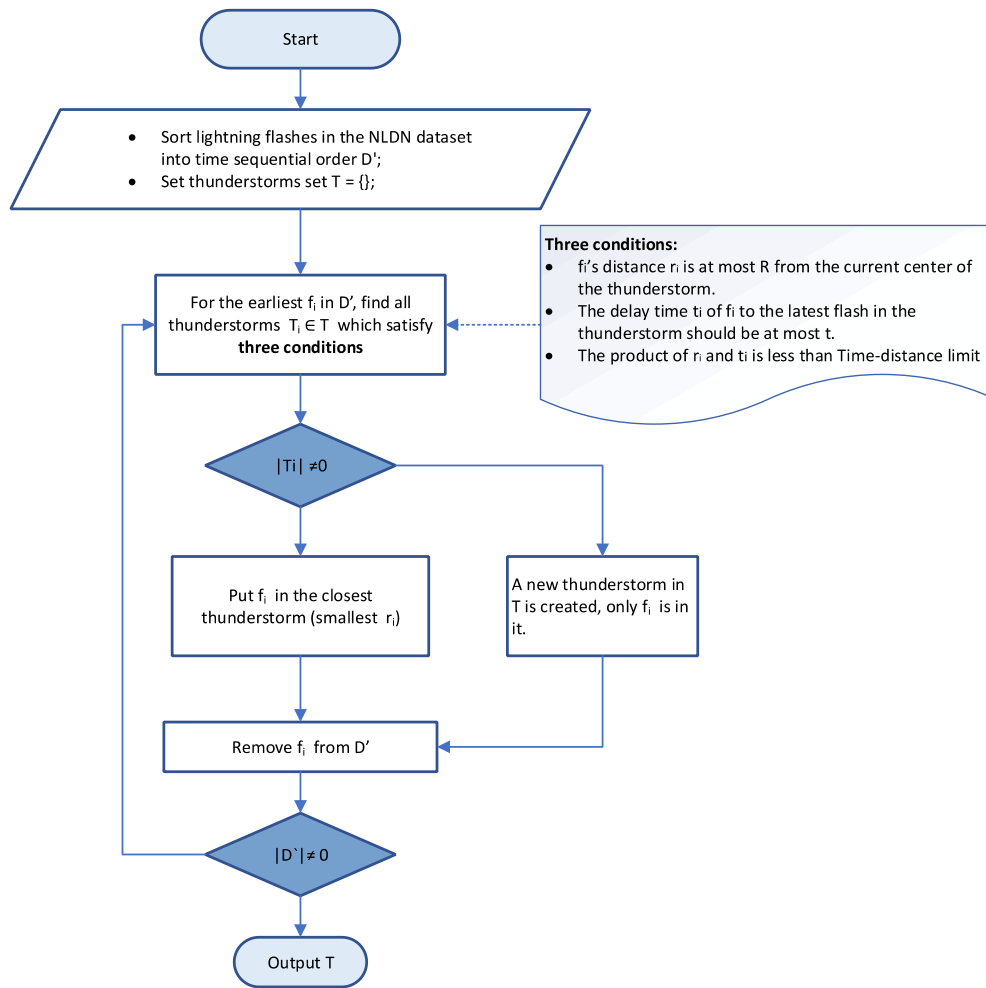 Start
• Sort lightning flashes in the NLDN dataset
into time sequential order D';
• Set thunderstorms set T = {};
Three conditions:
• fᵢ’s distance rᵢ is at most R from the current center of
the thunderstorm.
• The delay time tᵢ of fᵢ to the latest flash in the
thunderstorm should be at most t.
• The product of rᵢ and tᵢ is less than Time-distance limit
For the earliest fᵢ in D’, find all
thunderstorms Tᵢ ∈ T which satisfy
three conditions
|Ti| ≠0
Put fᵢ in the closest
thunderstorm (smallest rᵢ)
A new thunderstorm in
T is created, only fᵢ is in
it.
Remove fᵢ from D’
|D`|≠ 0
Output T